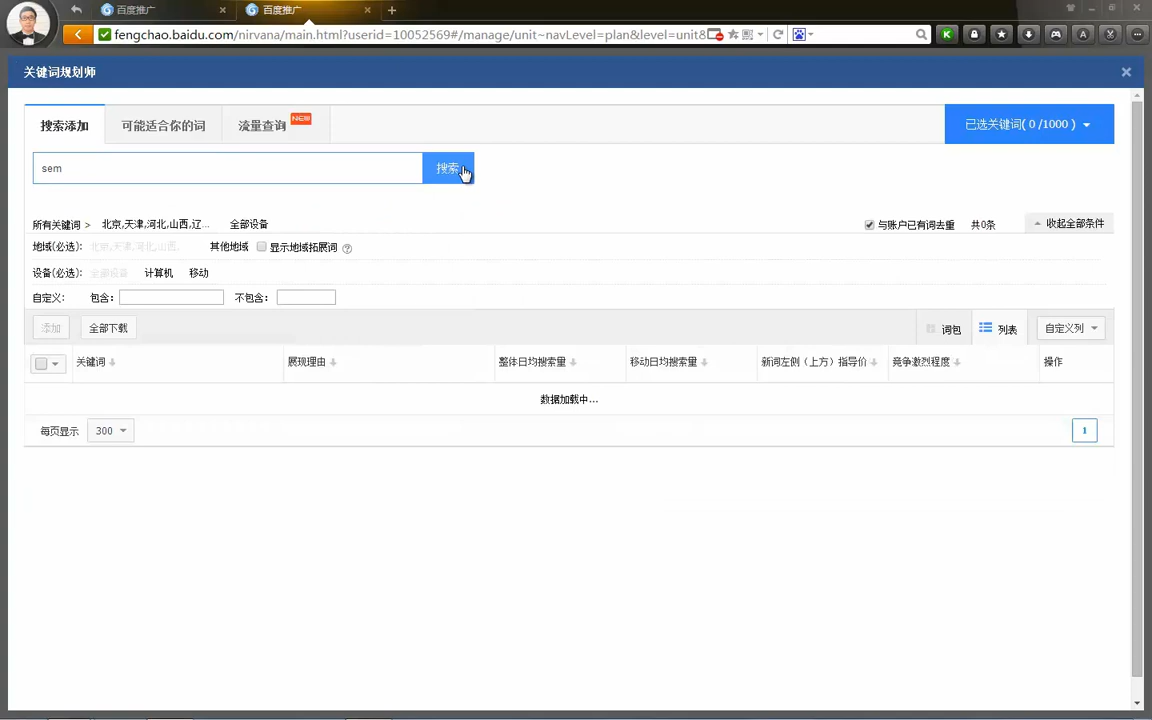 百度推广
百度推广
fengchao.baidu.com/nirvana/main.html?userid=10052569#/manage/unit~navLevel=plan&level=unit&
关键词规划师
搜索添加 可能适合你的词 流量查询 NEW 已选关键词( 0 /1000 )
sem 搜索
所有关键词 > 北京,天津,河北,山西,辽... 全部设备 与账户已有词去重 共0条 收起全部条件
地域(必选): 北京,天津,河北,山西, 其他地域 显示地域拓展词 ?
设备(必选): 全部设备 计算机 移动
自定义: 包含: 不包含:
添加 全部下载 词包 列表 自定义列
关键词 展现理由 整体日均搜索量 移动日均搜索量 新词左侧（上方）指导价 竞争激烈程度 操作
数据加载中...
每页显示 300 1